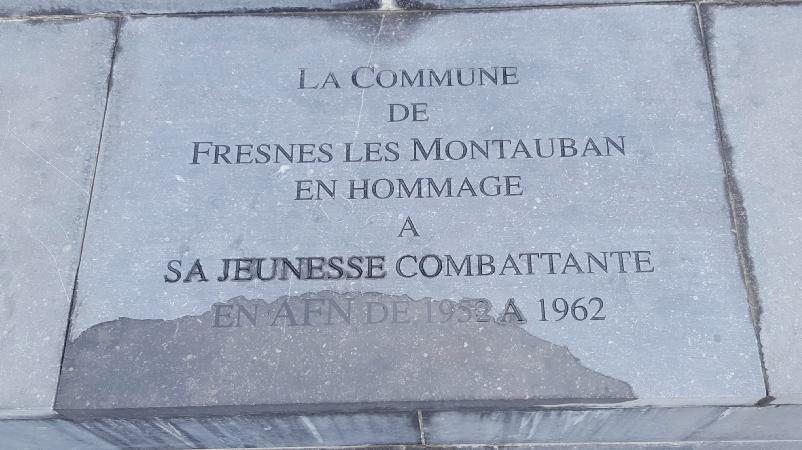 LA COMMUNE
DE
FRESNES LES MONTAUBAN
EN HOMMAGE
A
SA JEUNESSE COMBATTANTE
EN AFN DE 1952 A 1962